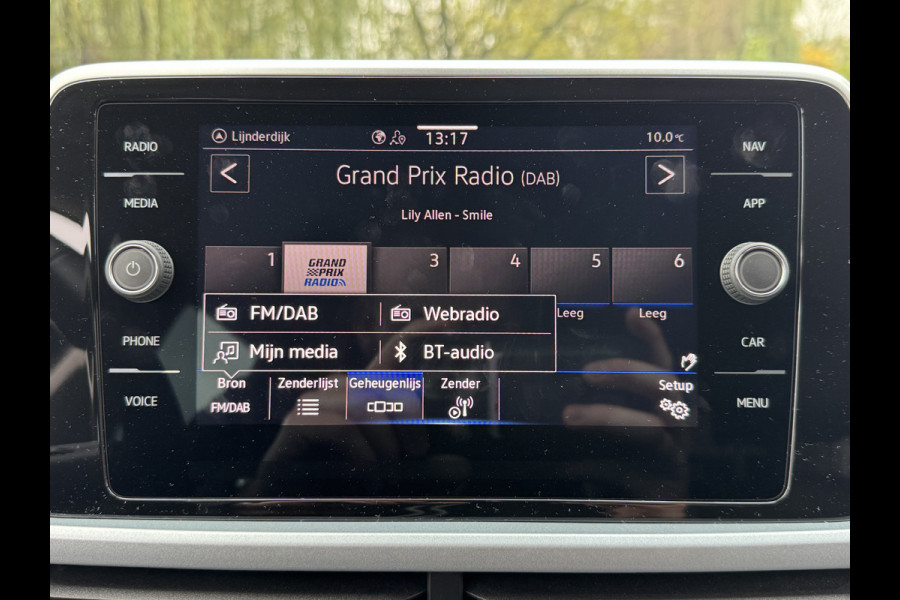 RADIO
MEDIA
PHONE
VOICE
Lijnderdijk 13:17 10.0°C
< Grand Prix Radio (DAB) >
Lily Allen - Smile
1 GRAND PRIX RADIO 3 4 5 6
Leeg Leeg
FM/DAB Webradio
Mijn media BT-audio
Bron Zenderlijst Geheugenlijs Zender Setup
FM/DAB
NAV
APP
CAR
MENU